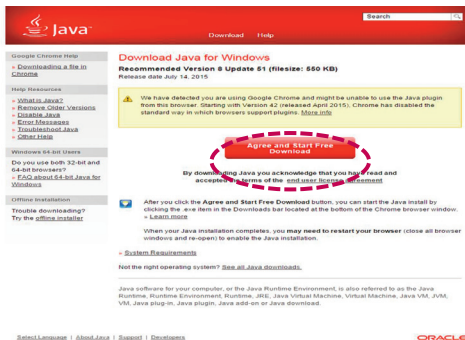 Search
Java
Download Help
Google Chrome Help
» Downloading a file in
Chrome
Help Resources
» What is Java?
» Remove Older Versions
» Disable Java
» Error Messages
» Troubleshoot Java
» Other Help
Windows 64-bit Users
Do you use both 32-bit and
64-bit browsers?
» FAQ about 64-bit Java for
Windows
Offline Installation
Trouble downloading?
Try the offline installer
Download Java for Windows
Recommended Version 8 Update 51 (filesize: 550 KB)
Release date July 14, 2015
We have detected you are using Google Chrome and might be unable to use the Java plugin
from this browser. Starting with Version 42 (released April 2015), Chrome has disabled the
standard way in which browsers support plugins. More info
Agree and Start Free
Download
By downloading Java you acknowledge that you have read and
accepted the terms of the end user license agreement
After you click the Agree and Start Free Download button, you can start the Java install by
clicking the .exe item in the Downloads bar located at the bottom of the Chrome browser window.
» Learn more
When your Java installation completes, you may need to restart your browser (close all browser
windows and re-open) to enable the Java installation.
» System Requirements
Not the right operating system? See all Java downloads.
Java software for your computer, or the Java Runtime Environment, is also referred to as the Java
Runtime, Runtime Environment, Runtime, JRE, Java Virtual Machine, Virtual Machine, Java VM, JVM,
VM, Java plug-in, Java plugin, Java add-on or Java download.
Select Language | About Java | Support | Developers
ORACLE